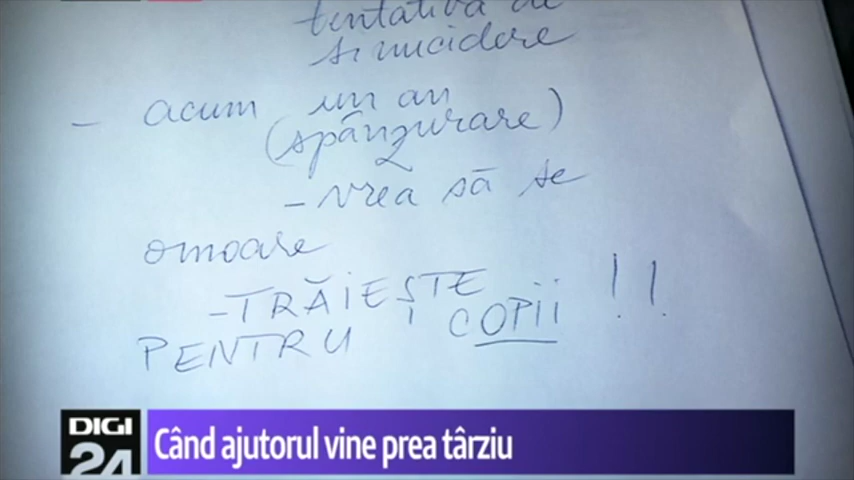 tentativă de
sinucidere
- acum un an
(spânzurare)
- vrea să se
omoare
- TRĂIEȘTE
PENTRU COPII !!
DIGI
24
Când ajutorul vine prea târziu